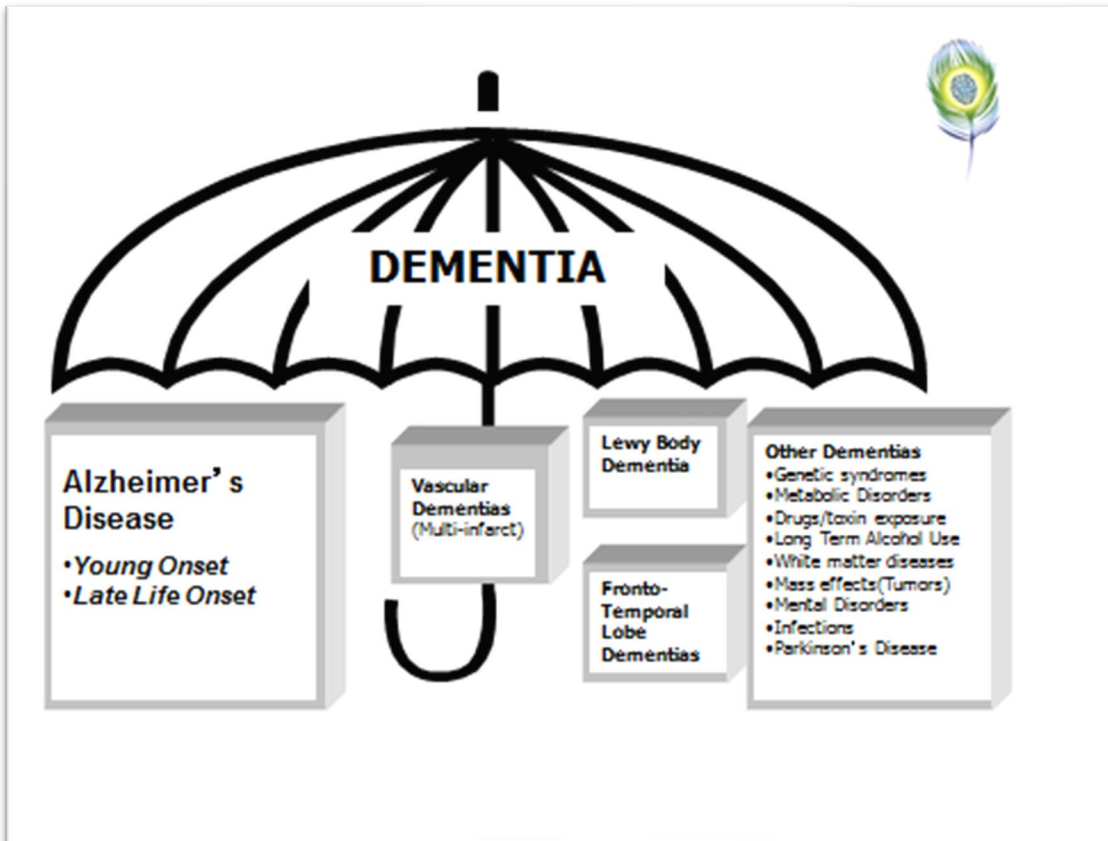 DEMENTIA
Alzheimer's
Disease
•Young Onset
•Late Life Onset
Vascular
Dementias
(Multi-infarct)
Lewy Body
Dementia
Fronto-
Temporal
Lobe
Dementias
Other Dementias
•Genetic syndromes
•Metabolic Disorders
•Drugs/toxin exposure
•Long Term Alcohol Use
•White matter diseases
•Mass effects(Tumors)
•Mental Disorders
•Infections
•Parkinson's Disease